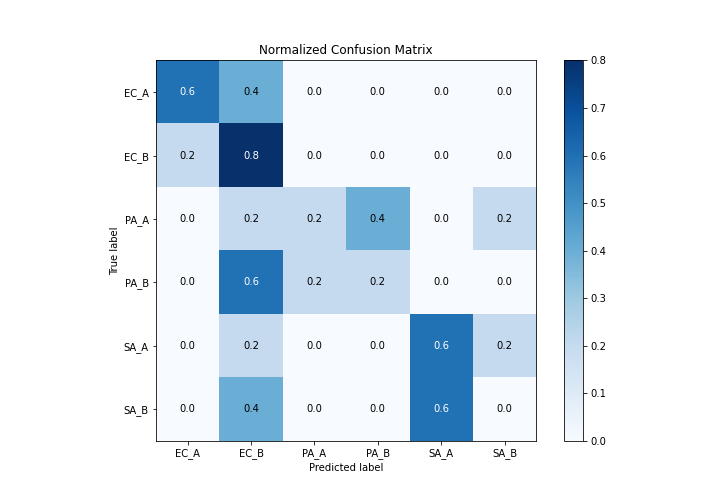 Normalized Confusion Matrix
EC_A 0.6 0.4 0.0 0.0 0.0 0.0
EC_B 0.2 0.8 0.0 0.0 0.0 0.0
PA_A 0.0 0.2 0.2 0.4 0.0 0.2
PA_B 0.0 0.6 0.2 0.2 0.0 0.0
SA_A 0.0 0.2 0.0 0.0 0.6 0.2
SA_B 0.0 0.4 0.0 0.0 0.6 0.0
EC_A EC_B PA_A PA_B SA_A SA_B
Predicted label
True label
0.8
0.7
0.6
0.5
0.4
0.3
0.2
0.1
0.0